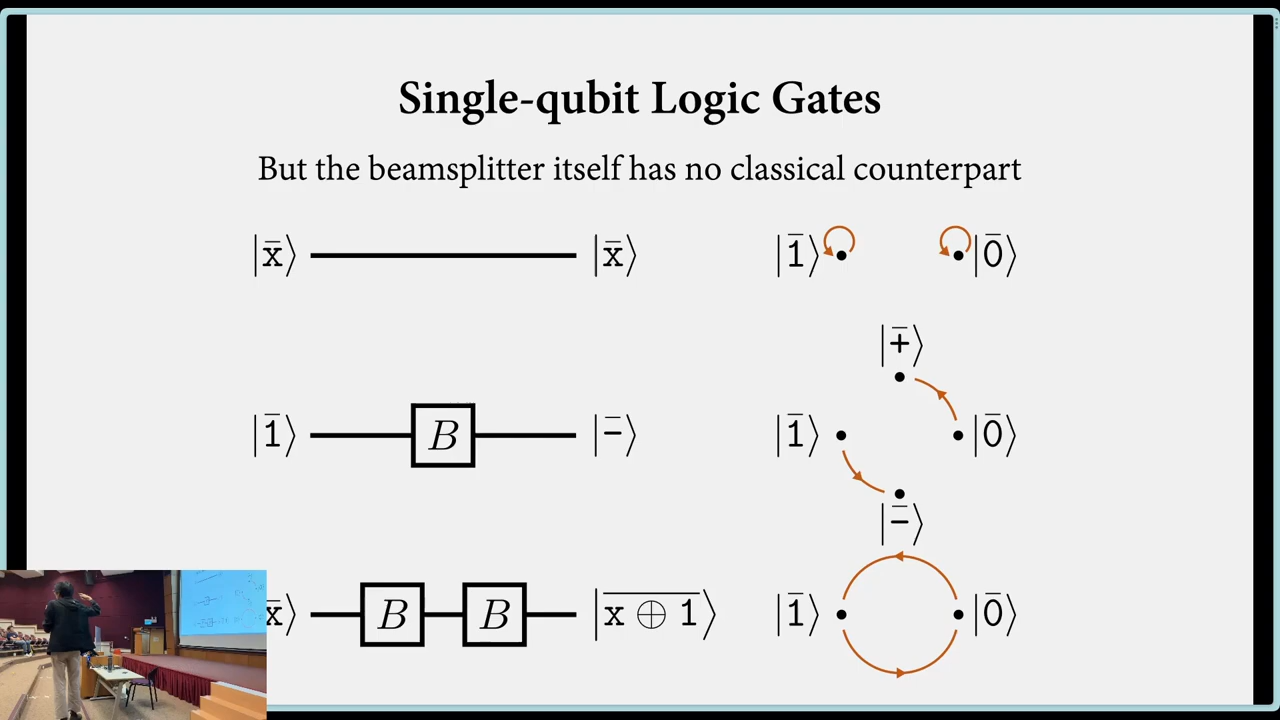 Single-qubit Logic Gates
But the beamsplitter itself has no classical counterpart
|x̄⟩ |x̄⟩ |1̄⟩ |0̄⟩
|+̄⟩
|1̄⟩ B |−̄⟩ |1̄⟩ |0̄⟩
|−̄⟩
x⟩ B B |x̅ ̅⊕̅ ̅1̅⟩ |1̄⟩ |0̄⟩